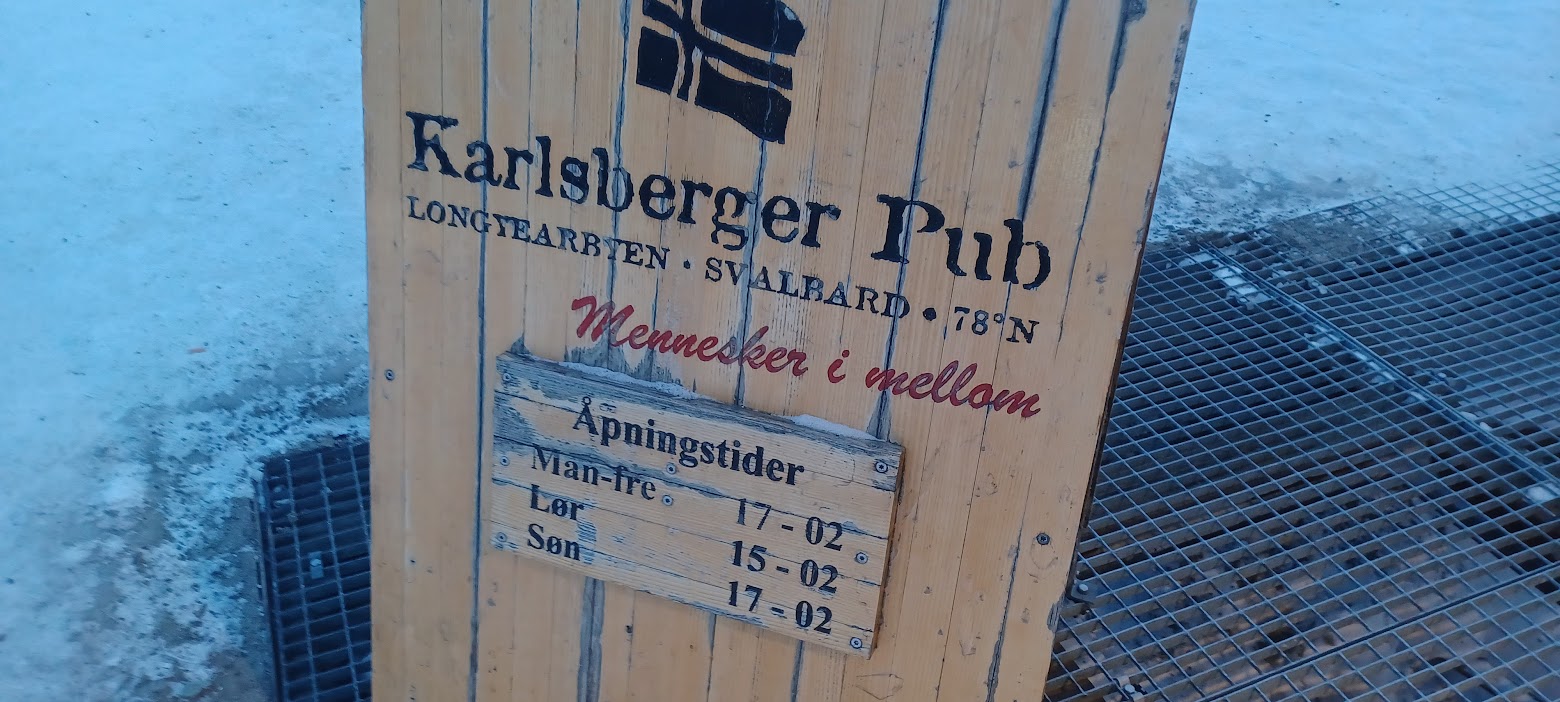 Karlsberger Pub
LONGYEARBYEN • SVALBARD • 78°N
Mennesker i mellom
Åpningstider
Man-fre 17 - 02
Lør 15 - 02
Søn 17 - 02